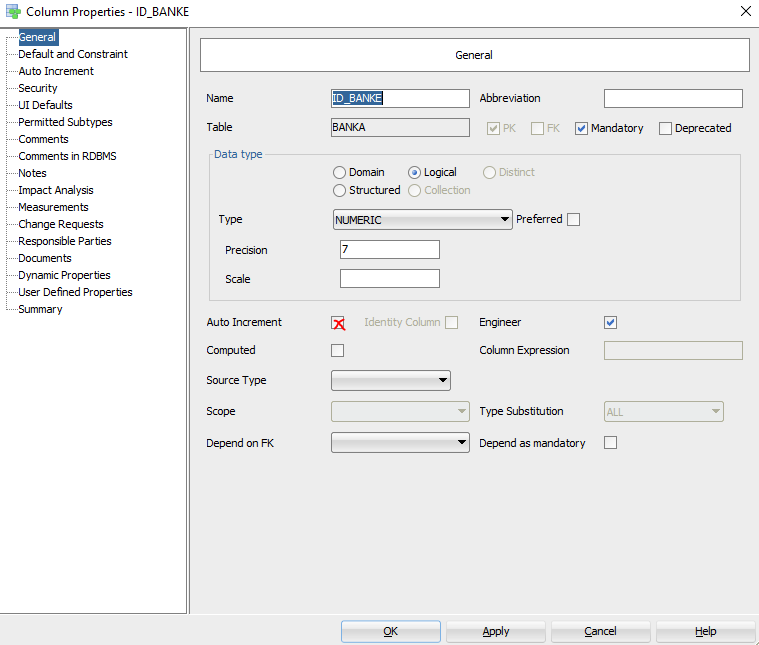 Column Properties - ID_BANKE
General
Default and Constraint
Auto Increment
Security
UI Defaults
Permitted Subtypes
Comments
Comments in RDBMS
Notes
Impact Analysis
Measurements
Change Requests
Responsible Parties
Documents
Dynamic Properties
User Defined Properties
Summary
General
Name ID_BANKE Abbreviation
Table BANKA PK FK Mandatory Deprecated
Data type
Domain Logical Distinct
Structured Collection
Type NUMERIC Preferred
Precision 7
Scale
Auto Increment Identity Column Engineer
Computed Column Expression
Source Type
Scope Type Substitution ALL
Depend on FK Depend as mandatory
OK Apply Cancel Help